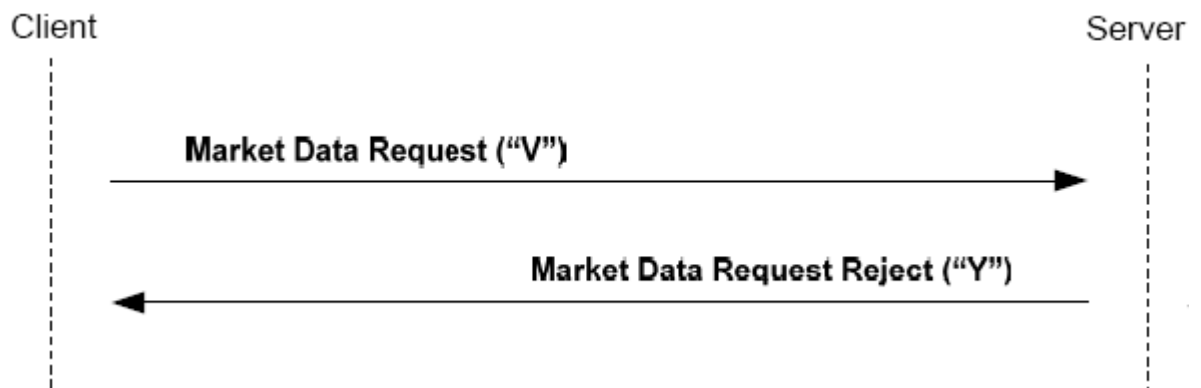 Client
Server
Market Data Request (“V”)
Market Data Request Reject (“Y”)